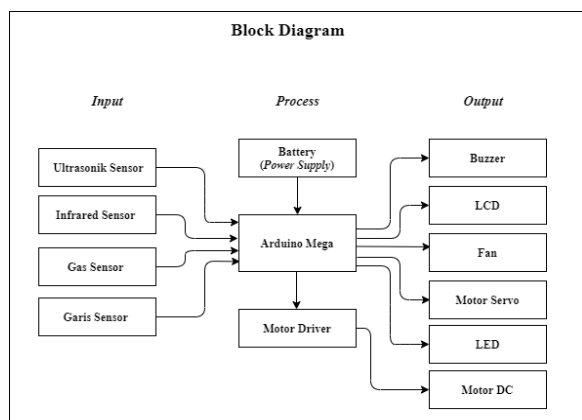 Block Diagram
Input
Process
Output
Ultrasonik Sensor
Infrared Sensor
Gas Sensor
Garis Sensor
Battery
(Power Supply)
Arduino Mega
Motor Driver
Buzzer
LCD
Fan
Motor Servo
LED
Motor DC